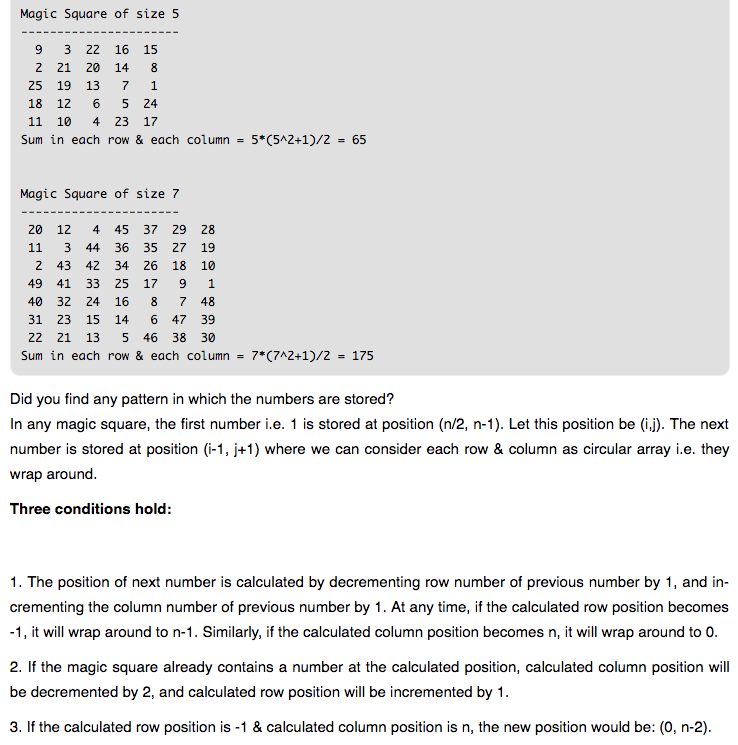 Magic Square of size 5
----------------------
9 3 22 16 15
2 21 20 14 8
25 19 13 7 1
18 12 6 5 24
11 10 4 23 17
Sum in each row & each column = 5*(5^2+1)/2 = 65
Magic Square of size 7
----------------------
20 12 4 45 37 29 28
11 3 44 36 35 27 19
2 43 42 34 26 18 10
49 41 33 25 17 9 1
40 32 24 16 8 7 48
31 23 15 14 6 47 39
22 21 13 5 46 38 30
Sum in each row & each column = 7*(7^2+1)/2 = 175
Did you find any pattern in which the numbers are stored?
In any magic square, the first number i.e. 1 is stored at position (n/2, n-1). Let this position be (i,j). The next
number is stored at position (i-1, j+1) where we can consider each row & column as circular array i.e. they
wrap around.
Three conditions hold:
1. The position of next number is calculated by decrementing row number of previous number by 1, and in-
crementing the column number of previous number by 1. At any time, if the calculated row position becomes
-1, it will wrap around to n-1. Similarly, if the calculated column position becomes n, it will wrap around to 0.
2. If the magic square already contains a number at the calculated position, calculated column position will
be decremented by 2, and calculated row position will be incremented by 1.
3. If the calculated row position is -1 & calculated column position is n, the new position would be: (0, n-2).